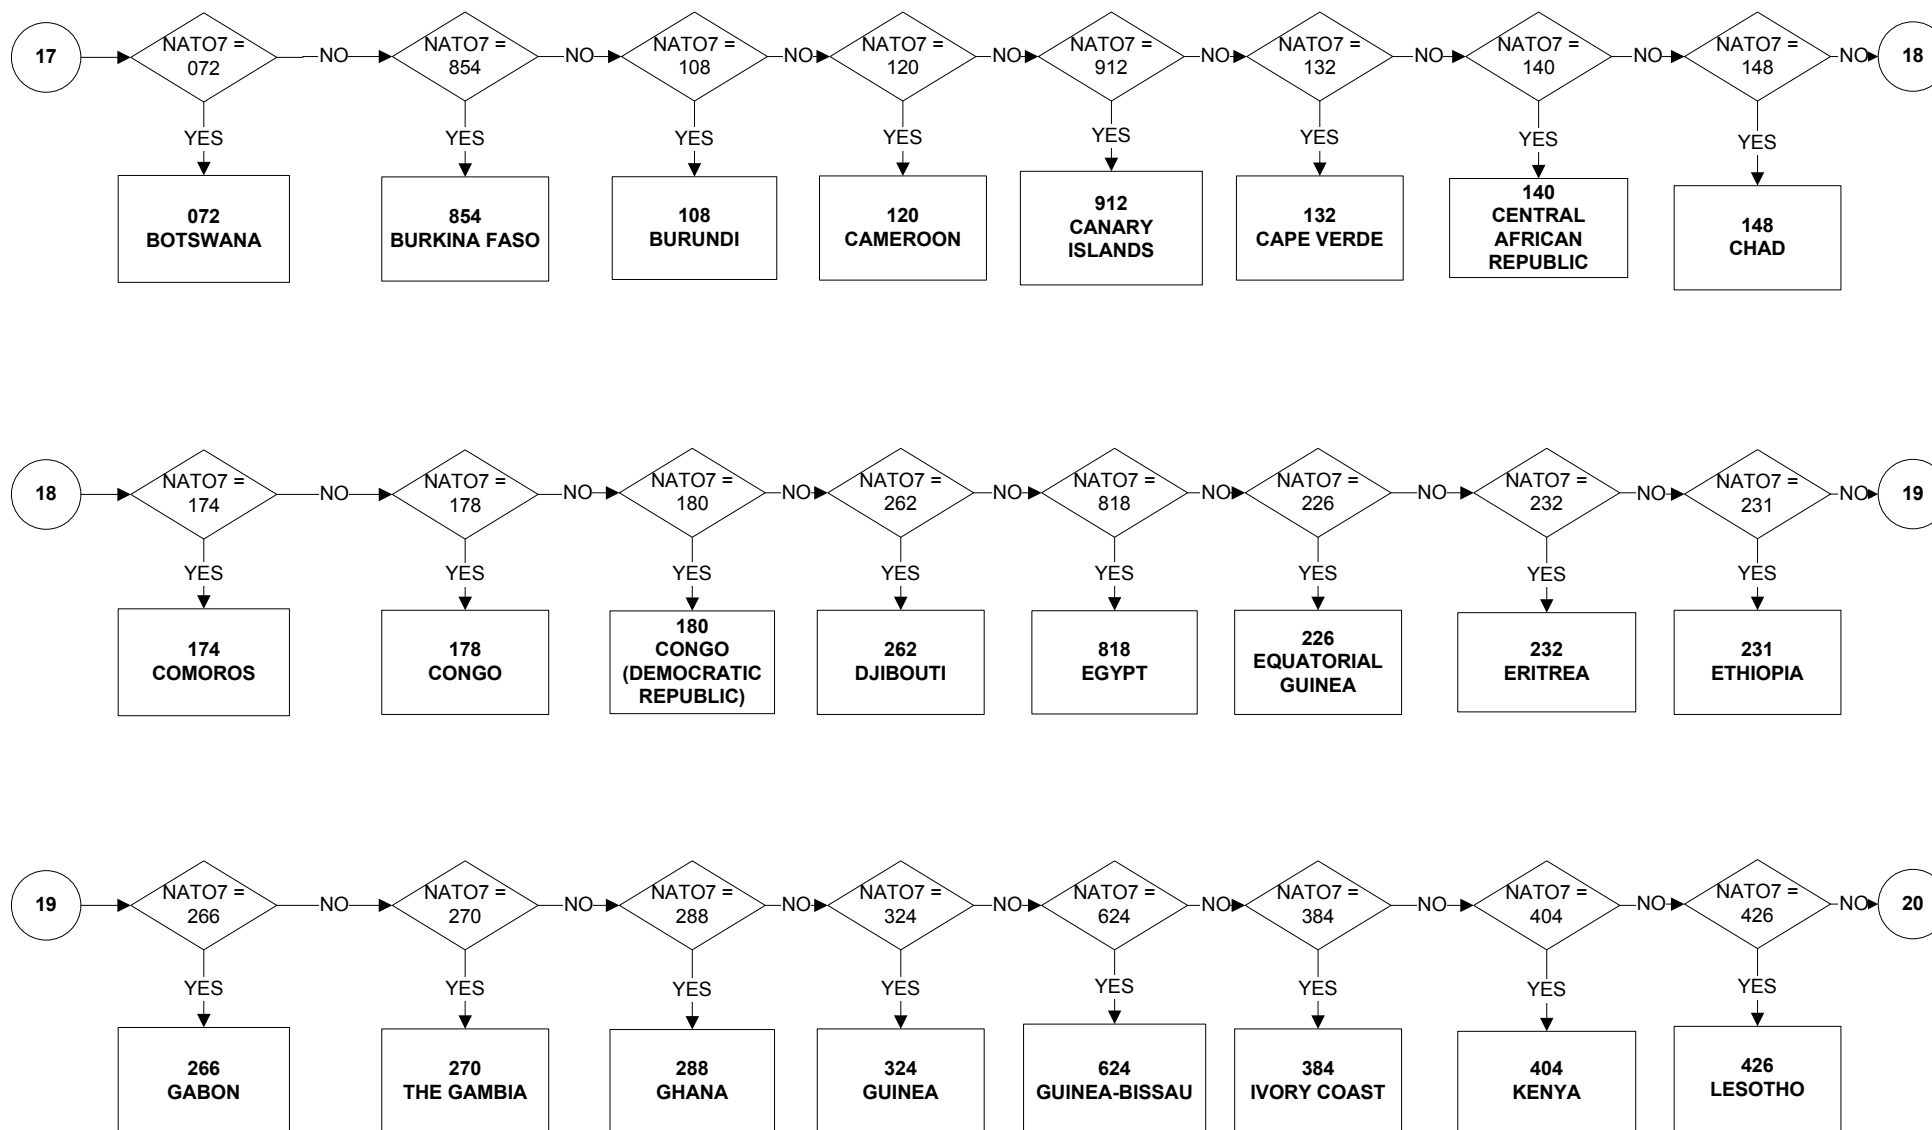 17
NATO7 =
072
NO
NATO7 =
854
NO
NATO7 =
108
NO
NATO7 =
120
NO
NATO7 =
912
NO
NATO7 =
132
NO
NATO7 =
140
NO
NATO7 =
148
NO
18
YES
YES
YES
YES
YES
YES
YES
YES
072
BOTSWANA
854
BURKINA FASO
108
BURUNDI
120
CAMEROON
912
CANARY
ISLANDS
132
CAPE VERDE
140
CENTRAL
AFRICAN
REPUBLIC
148
CHAD
18
NATO7 =
174
NO
NATO7 =
178
NO
NATO7 =
180
NO
NATO7 =
262
NO
NATO7 =
818
NO
NATO7 =
226
NO
NATO7 =
232
NO
NATO7 =
231
NO
19
YES
YES
YES
YES
YES
YES
YES
YES
174
COMOROS
178
CONGO
180
CONGO
(DEMOCRATIC
REPUBLIC)
262
DJIBOUTI
818
EGYPT
226
EQUATORIAL
GUINEA
232
ERITREA
231
ETHIOPIA
19
NATO7 =
266
NO
NATO7 =
270
NO
NATO7 =
288
NO
NATO7 =
324
NO
NATO7 =
624
NO
NATO7 =
384
NO
NATO7 =
404
NO
NATO7 =
426
NO
20
YES
YES
YES
YES
YES
YES
YES
YES
266
GABON
270
THE GAMBIA
288
GHANA
324
GUINEA
624
GUINEA-BISSAU
384
IVORY COAST
404
KENYA
426
LESOTHO